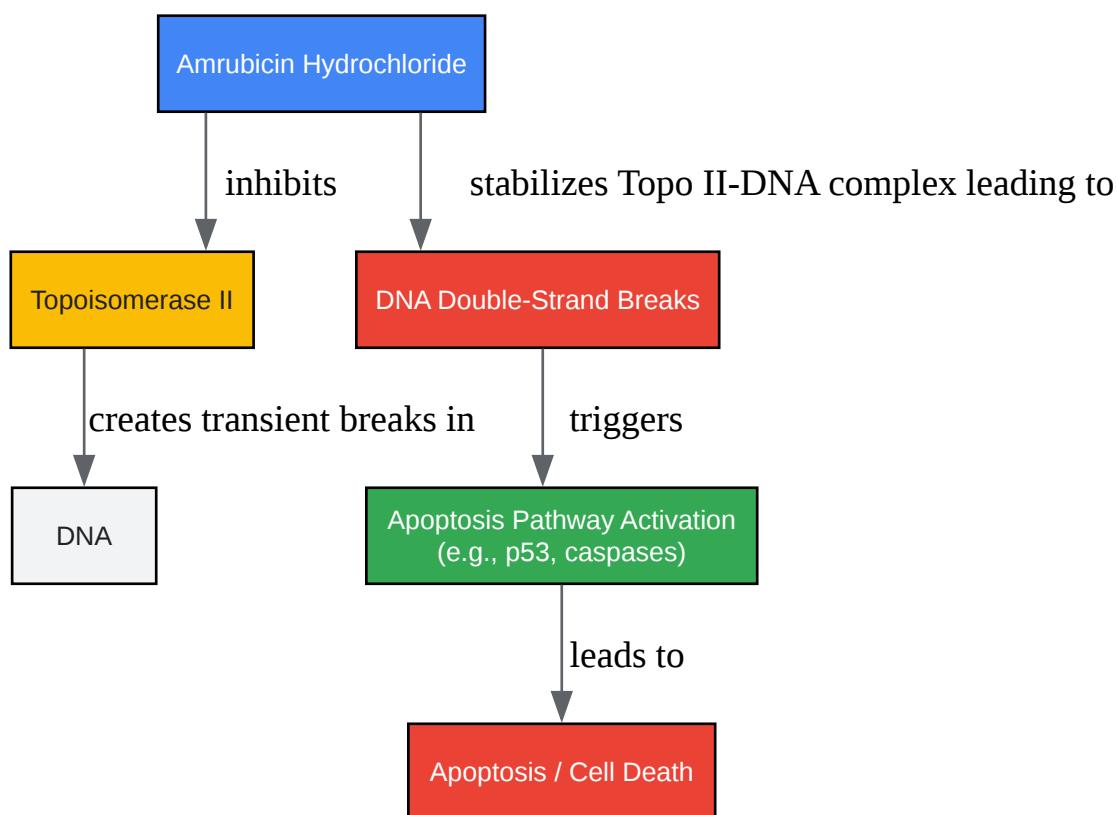 Amrubicin Hydrochloride
inhibits
stabilizes Topo II-DNA complex leading to
Topoisomerase II
DNA Double-Strand Breaks
creates transient breaks in
triggers
DNA
Apoptosis Pathway Activation
(e.g., p53, caspases)
leads to
Apoptosis / Cell Death